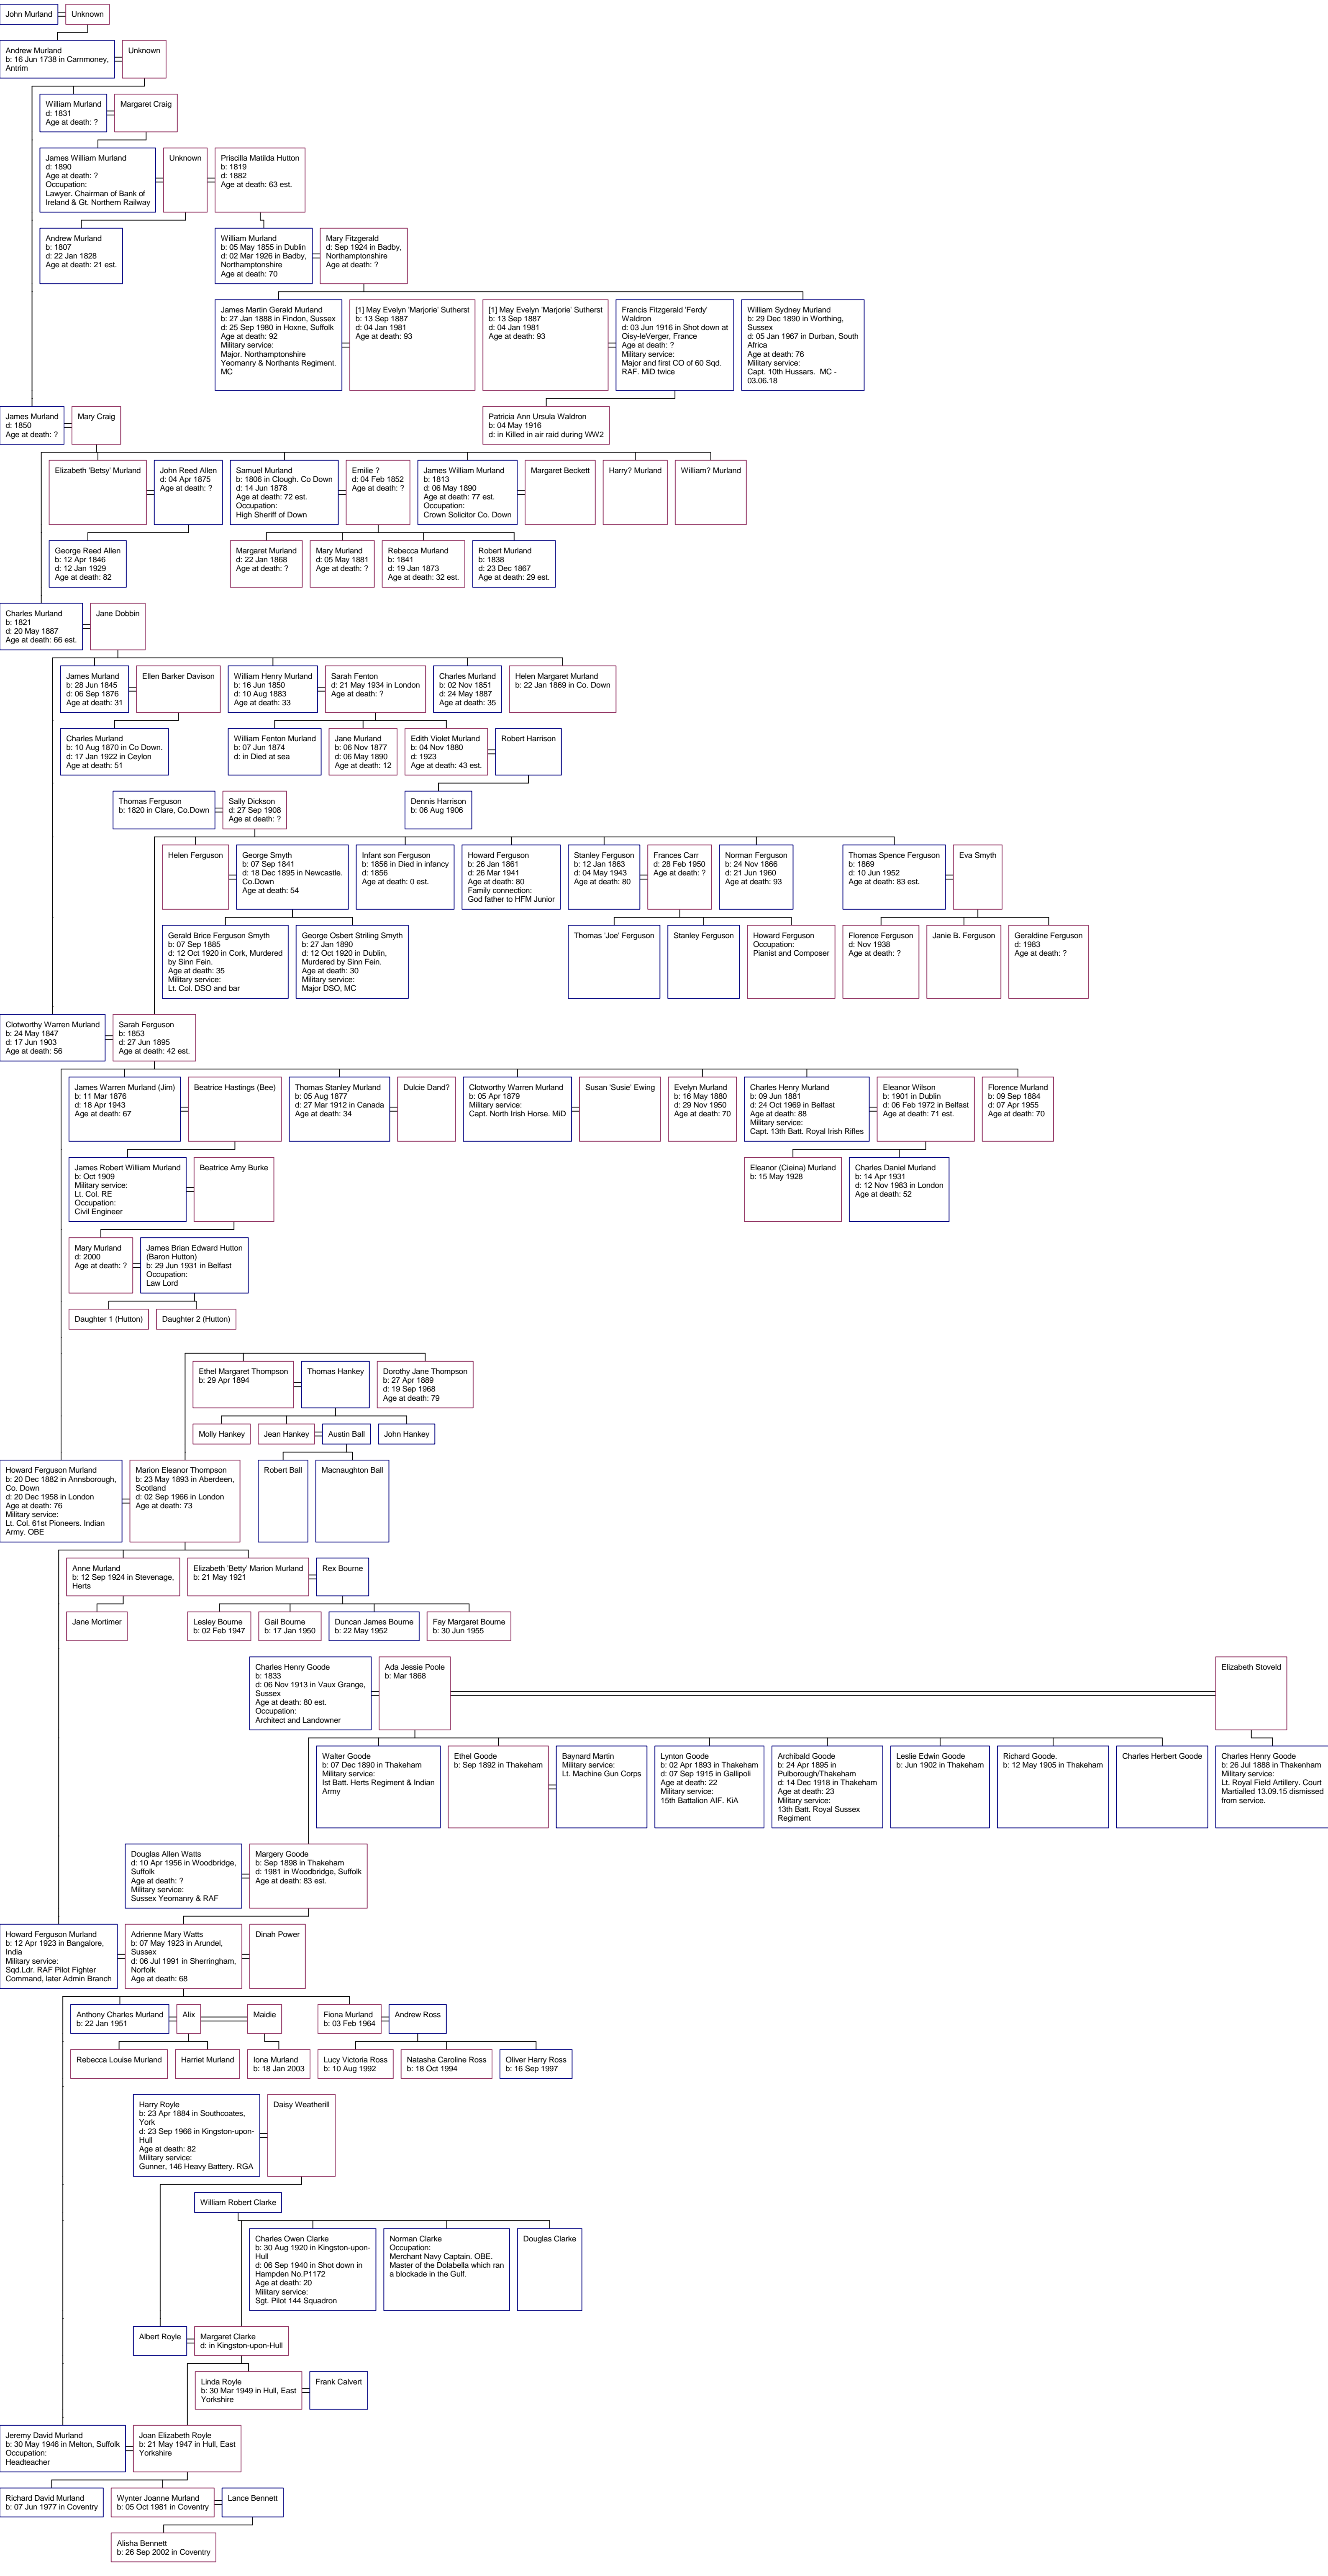 John Murland
Unknown
Andrew Murland
b: 16 Jun 1738 in Carnmoney,
Antrim
Unknown
William Murland
d: 1831
Age at death: ?
Margaret Craig
James William Murland
d: 1890
Age at death: ?
Occupation:
Lawyer. Chairman of Bank of
Ireland & Gt. Northern Railway
Unknown
Priscilla Matilda Hutton
b: 1819
d: 1882
Age at death: 63 est.
Andrew Murland
b: 1807
d: 22 Jan 1828
Age at death: 21 est.
William Murland
b: 05 May 1855 in Dublin
d: 02 Mar 1926 in Badby,
Northamptonshire
Age at death: 70
Mary Fitzgerald
d: Sep 1924 in Badby,
Northamptonshire
Age at death: ?
James Martin Gerald Murland
b: 27 Jan 1888 in Findon, Sussex
d: 25 Sep 1980 in Hoxne, Suffolk
Age at death: 92
Military service:
Major. Northamptonshire
Yeomanry & Northants Regiment.
MC
[1] May Evelyn 'Marjorie' Sutherst
b: 13 Sep 1887
d: 04 Jan 1981
Age at death: 93
[1] May Evelyn 'Marjorie' Sutherst
b: 13 Sep 1887
d: 04 Jan 1981
Age at death: 93
Francis Fitzgerald 'Ferdy'
Waldron
d: 03 Jun 1916 in Shot down at
Oisy-leVerger, France
Age at death: ?
Military service:
Major and first CO of 60 Sqd.
RAF. MiD twice
William Sydney Murland
b: 29 Dec 1890 in Worthing,
Sussex
d: 05 Jan 1967 in Durban, South
Africa
Age at death: 76
Military service:
Capt. 10th Hussars. MC -
03.06.18
James Murland
d: 1850
Age at death: ?
Mary Craig
Patricia Ann Ursula Waldron
b: 04 May 1916
d: in Killed in air raid during WW2
Elizabeth 'Betsy' Murland
John Reed Allen
d: 04 Apr 1875
Age at death: ?
Samuel Murland
b: 1806 in Clough. Co Down
d: 14 Jun 1878
Age at death: 72 est.
Occupation:
High Sheriff of Down
Emilie ?
d: 04 Feb 1852
Age at death: ?
James William Murland
b: 1813
d: 06 May 1890
Age at death: 77 est.
Occupation:
Crown Solicitor Co. Down
Margaret Beckett
Harry? Murland
William? Murland
George Reed Allen
b: 12 Apr 1846
d: 12 Jan 1929
Age at death: 82
Margaret Murland
d: 22 Jan 1868
Age at death: ?
Mary Murland
d: 05 May 1881
Age at death: ?
Rebecca Murland
b: 1841
d: 19 Jan 1873
Age at death: 32 est.
Robert Murland
b: 1838
d: 23 Dec 1867
Age at death: 29 est.
Charles Murland
b: 1821
d: 20 May 1887
Age at death: 66 est.
Jane Dobbin
James Murland
b: 28 Jun 1845
d: 06 Sep 1876
Age at death: 31
Ellen Barker Davison
William Henry Murland
b: 16 Jun 1850
d: 10 Aug 1883
Age at death: 33
Sarah Fenton
d: 21 May 1934 in London
Age at death: ?
Charles Murland
b: 02 Nov 1851
d: 24 May 1887
Age at death: 35
Helen Margaret Murland
b: 22 Jan 1869 in Co. Down
Charles Murland
b: 10 Aug 1870 in Co Down.
d: 17 Jan 1922 in Ceylon
Age at death: 51
William Fenton Murland
b: 07 Jun 1874
d: in Died at sea
Jane Murland
b: 06 Nov 1877
d: 06 May 1890
Age at death: 12
Edith Violet Murland
b: 04 Nov 1880
d: 1923
Age at death: 43 est.
Robert Harrison
Thomas Ferguson
b: 1820 in Clare, Co.Down
Sally Dickson
d: 27 Sep 1908
Age at death: ?
Dennis Harrison
b: 06 Aug 1906
Helen Ferguson
George Smyth
b: 07 Sep 1841
d: 18 Dec 1895 in Newcastle.
Co.Down
Age at death: 54
Infant son Ferguson
b: 1856 in Died in infancy
d: 1856
Age at death: 0 est.
Howard Ferguson
b: 26 Jan 1861
d: 26 Mar 1941
Age at death: 80
Family connection:
God father to HFM Junior
Stanley Ferguson
b: 12 Jan 1863
d: 04 May 1943
Age at death: 80
Frances Carr
d: 28 Feb 1950
Age at death: ?
Norman Ferguson
b: 24 Nov 1866
d: 21 Jun 1960
Age at death: 93
Thomas Spence Ferguson
b: 1869
d: 10 Jun 1952
Age at death: 83 est.
Eva Smyth
Gerald Brice Ferguson Smyth
b: 07 Sep 1885
d: 12 Oct 1920 in Cork, Murdered
by Sinn Fein.
Age at death: 35
Military service:
Lt. Col. DSO and bar
George Osbert Striling Smyth
b: 27 Jan 1890
d: 12 Oct 1920 in Dublin,
Murdered by Sinn Fein.
Age at death: 30
Military service:
Major DSO, MC
Thomas 'Joe' Ferguson
Stanley Ferguson
Howard Ferguson
Occupation:
Pianist and Composer
Florence Ferguson
d: Nov 1938
Age at death: ?
Janie B. Ferguson
Geraldine Ferguson
d: 1983
Age at death: ?
Clotworthy Warren Murland
b: 24 May 1847
d: 17 Jun 1903
Age at death: 56
Sarah Ferguson
b: 1853
d: 27 Jun 1895
Age at death: 42 est.
James Warren Murland (Jim)
b: 11 Mar 1876
d: 18 Apr 1943
Age at death: 67
Beatrice Hastings (Bee)
Thomas Stanley Murland
b: 05 Aug 1877
d: 27 Mar 1912 in Canada
Age at death: 34
Dulcie Dand?
Clotworthy Warren Murland
b: 05 Apr 1879
Military service:
Capt. North Irish Horse. MiD
Susan 'Susie' Ewing
Evelyn Murland
b: 16 May 1880
d: 29 Nov 1950
Age at death: 70
Charles Henry Murland
b: 09 Jun 1881
d: 24 Oct 1969 in Belfast
Age at death: 88
Military service:
Capt. 13th Batt. Royal Irish Rifles
Eleanor Wilson
b: 1901 in Dublin
d: 06 Feb 1972 in Belfast
Age at death: 71 est.
Florence Murland
b: 09 Sep 1884
d: 07 Apr 1955
Age at death: 70
James Robert William Murland
b: Oct 1909
Military service:
Lt. Col. RE
Occupation:
Civil Engineer
Beatrice Amy Burke
Eleanor (Cieina) Murland
b: 15 May 1928
Charles Daniel Murland
b: 14 Apr 1931
d: 12 Nov 1983 in London
Age at death: 52
Mary Murland
d: 2000
Age at death: ?
James Brian Edward Hutton
(Baron Hutton)
b: 29 Jun 1931 in Belfast
Occupation:
Law Lord
Daughter 1 (Hutton)
Daughter 2 (Hutton)
Ethel Margaret Thompson
b: 29 Apr 1894
Thomas Hankey
Dorothy Jane Thompson
b: 27 Apr 1889
d: 19 Sep 1968
Age at death: 79
Molly Hankey
Jean Hankey
Austin Ball
John Hankey
Howard Ferguson Murland
b: 20 Dec 1882 in Annsborough,
Co. Down
d: 20 Dec 1958 in London
Age at death: 76
Military service:
Lt. Col. 61st Pioneers. Indian
Army. OBE
Marion Eleanor Thompson
b: 23 May 1893 in Aberdeen,
Scotland
d: 02 Sep 1966 in London
Age at death: 73
Robert Ball
Macnaughton Ball
Anne Murland
b: 12 Sep 1924 in Stevenage,
Herts
Elizabeth 'Betty' Marion Murland
b: 21 May 1921
Rex Bourne
Jane Mortimer
Lesley Bourne
b: 02 Feb 1947
Gail Bourne
b: 17 Jan 1950
Duncan James Bourne
b: 22 May 1952
Fay Margaret Bourne
b: 30 Jun 1955
Charles Henry Goode
b: 1833
d: 06 Nov 1913 in Vaux Grange,
Sussex
Age at death: 80 est.
Occupation:
Architect and Landowner
Ada Jessie Poole
b: Mar 1868
Elizabeth Stoveld
Walter Goode
b: 07 Dec 1890 in Thakeham
Military service:
Ist Batt. Herts Regiment & Indian
Army
Ethel Goode
b: Sep 1892 in Thakeham
Baynard Martin
Military service:
Lt. Machine Gun Corps
Lynton Goode
b: 02 Apr 1893 in Thakeham
d: 07 Sep 1915 in Gallipoli
Age at death: 22
Military service:
15th Battalion AIF. KiA
Archibald Goode
b: 24 Apr 1895 in
Pulborough/Thakeham
d: 14 Dec 1918 in Thakeham
Age at death: 23
Military service:
13th Batt. Royal Sussex
Regiment
Leslie Edwin Goode
b: Jun 1902 in Thakeham
Richard Goode.
b: 12 May 1905 in Thakeham
Charles Herbert Goode
Charles Henry Goode
b: 26 Jul 1888 in Thakenham
Military service:
Lt. Royal Field Artillery. Court
Martialled 13.09.15 dismissed
from service.
Douglas Allen Watts
d: 10 Apr 1956 in Woodbridge,
Suffolk
Age at death: ?
Military service:
Sussex Yeomanry & RAF
Margery Goode
b: Sep 1898 in Thakeham
d: 1981 in Woodbridge, Suffolk
Age at death: 83 est.
Howard Ferguson Murland
b: 12 Apr 1923 in Bangalore,
India
Military service:
Sqd.Ldr. RAF Pilot Fighter
Command, later Admin Branch
Adrienne Mary Watts
b: 07 May 1923 in Arundel,
Sussex
d: 06 Jul 1991 in Sherringham,
Norfolk
Age at death: 68
Dinah Power
Anthony Charles Murland
b: 22 Jan 1951
Alix
Maidie
Fiona Murland
b: 03 Feb 1964
Andrew Ross
Rebecca Louise Murland
Harriet Murland
Iona Murland
b: 18 Jan 2003
Lucy Victoria Ross
b: 10 Aug 1992
Natasha Caroline Ross
b: 18 Oct 1994
Oliver Harry Ross
b: 16 Sep 1997
Harry Royle
b: 23 Apr 1884 in Southcoates,
York
d: 23 Sep 1966 in Kingston-upon-
Hull
Age at death: 82
Military service:
Gunner, 146 Heavy Battery. RGA
Daisy Weatherill
William Robert Clarke
Charles Owen Clarke
b: 30 Aug 1920 in Kingston-upon-
Hull
d: 06 Sep 1940 in Shot down in
Hampden No.P1172
Age at death: 20
Military service:
Sgt. Pilot 144 Squadron
Norman Clarke
Occupation:
Merchant Navy Captain. OBE.
Master of the Dolabella which ran
a blockade in the Gulf.
Douglas Clarke
Albert Royle
Margaret Clarke
d: in Kingston-upon-Hull
Linda Royle
b: 30 Mar 1949 in Hull, East
Yorkshire
Frank Calvert
Jeremy David Murland
b: 30 May 1946 in Melton, Suffolk
Occupation:
Headteacher
Joan Elizabeth Royle
b: 21 May 1947 in Hull, East
Yorkshire
Richard David Murland
b: 07 Jun 1977 in Coventry
Wynter Joanne Murland
b: 05 Oct 1981 in Coventry
Lance Bennett
Alisha Bennett
b: 26 Sep 2002 in Coventry